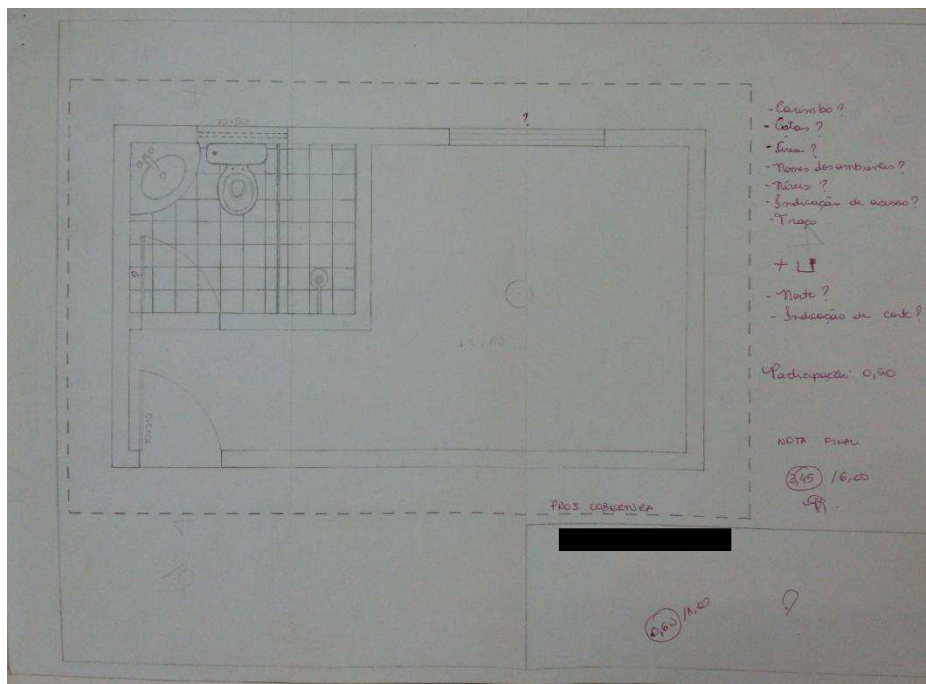 - Carimbo?
- Cotas?
- Área?
- Nomes dos ambientes?
- Níveis?
- Indicação de acesso?
- Traço
- Norte?
- Indicação de corte?
Participação 0,50
NOTA FINAL
3,45 /6,00
?
?
PROJ. COBERTURA
0,60 /1,00